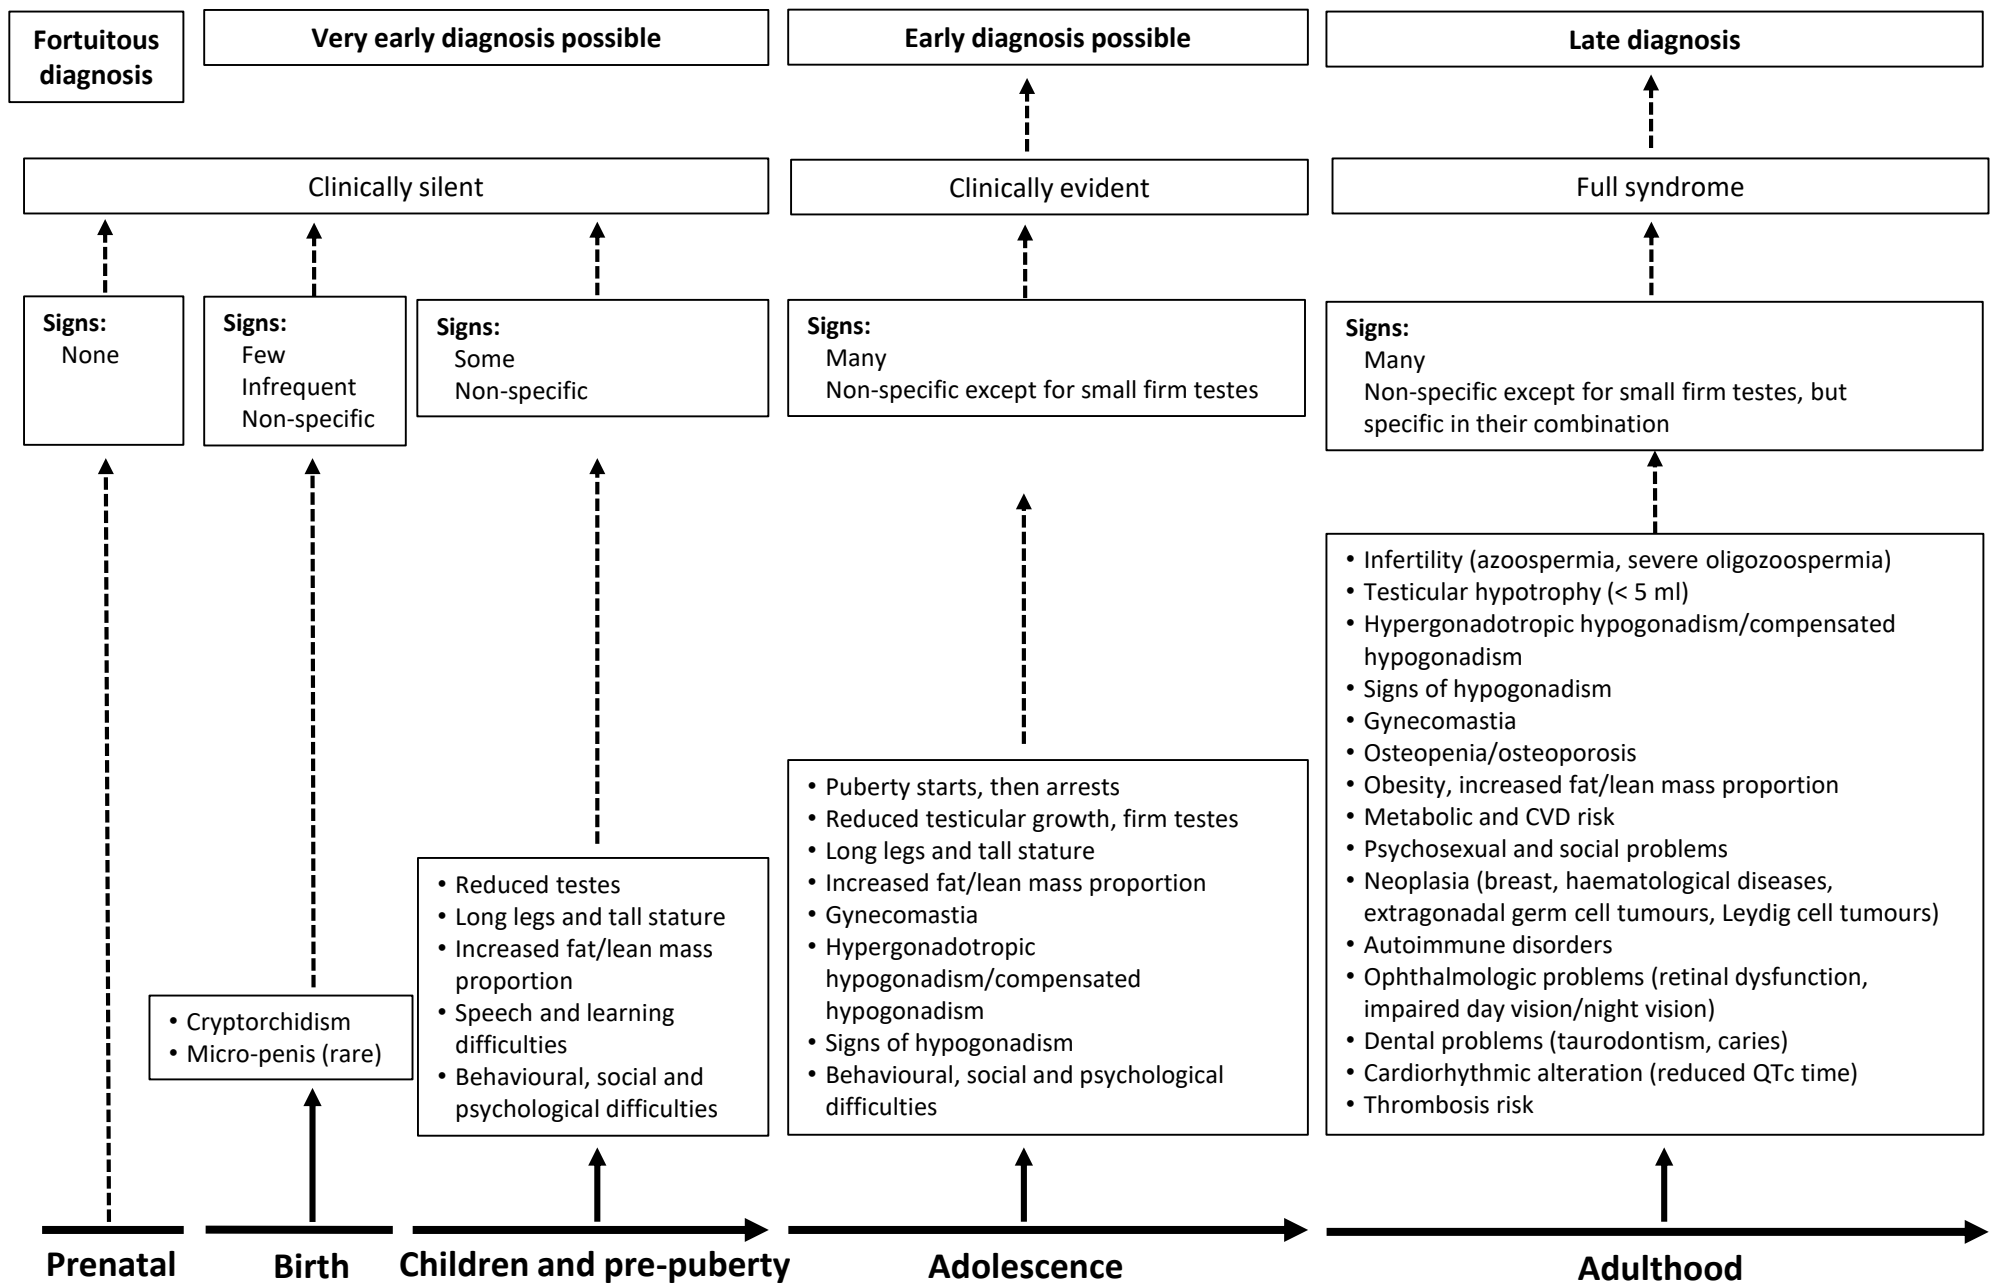 Fortuitous
diagnosis
Very early diagnosis possible
Early diagnosis possible
Late diagnosis
Clinically silent
Clinically evident
Full syndrome
Signs:
None
Signs:
Few
Infrequent
Non-specific
Signs:
Some
Non-specific
Signs:
Many
Non-specific except for small firm testes
Signs:
Many
Non-specific except for small firm testes, but
specific in their combination
• Cryptorchidism
• Micro-penis (rare)
• Reduced testes
• Long legs and tall stature
• Increased fat/lean mass
proportion
• Speech and learning
difficulties
• Behavioural, social and
psychological difficulties
• Puberty starts, then arrests
• Reduced testicular growth, firm testes
• Long legs and tall stature
• Increased fat/lean mass proportion
• Gynecomastia
• Hypergonadotropic
hypogonadism/compensated
hypogonadism
• Signs of hypogonadism
• Behavioural, social and psychological
difficulties
• Infertility (azoospermia, severe oligozoospermia)
• Testicular hypotrophy (< 5 ml)
• Hypergonadotropic hypogonadism/compensated
hypogonadism
• Signs of hypogonadism
• Gynecomastia
• Osteopenia/osteoporosis
• Obesity, increased fat/lean mass proportion
• Metabolic and CVD risk
• Psychosexual and social problems
• Neoplasia (breast, haematological diseases,
extragonadal germ cell tumours, Leydig cell tumours)
• Autoimmune disorders
• Ophthalmologic problems (retinal dysfunction,
impaired day vision/night vision)
• Dental problems (taurodontism, caries)
• Cardiorhythmic alteration (reduced QTc time)
• Thrombosis risk
Prenatal
Birth
Children and pre-puberty
Adolescence
Adulthood